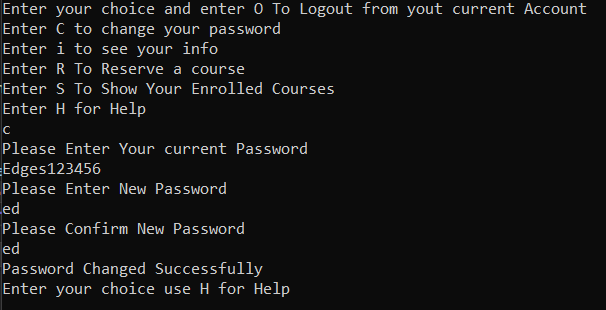 Enter your choice and enter O To Logout from yout current Account
Enter C to change your password
Enter i to see your info
Enter R To Reserve a course
Enter S To Show Your Enrolled Courses
Enter H for Help
c
Please Enter Your current Password
Edges123456
Please Enter New Password
ed
Please Confirm New Password
ed
Password Changed Successfully
Enter your choice use H for Help